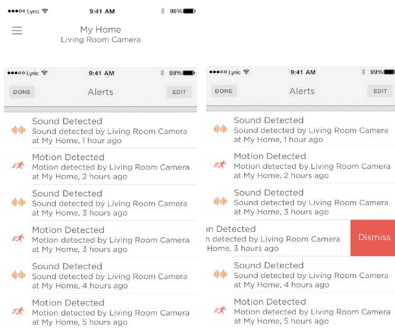 Lyric 9:41 AM 99%
My Home
Living Room Camera
Lyric 9:41 AM 99%
DONE Alerts EDIT
Sound Detected
Sound detected by Living Room Camera
at My Home, 1 hour ago
Motion Detected
Motion detected by Living Room Camera
at My Home, 2 hours ago
Sound Detected
Sound detected by Living Room Camera
at My Home, 3 hours ago
Motion Detected
Motion detected by Living Room Camera
at My Home, 3 hours ago
Sound Detected
Sound detected by Living Room Camera
at My Home, 4 hours ago
Motion Detected
Motion detected by Living Room Camera
at My Home, 5 hours ago
Lyric 9:41 AM 99%
DONE Alerts EDIT
Sound Detected
Sound detected by Living Room Camera
at My Home, 1 hour ago
Motion Detected
Motion detected by Living Room Camera
at My Home, 2 hours ago
Sound Detected
Sound detected by Living Room Camera
at My Home, 3 hours ago
n Detected
n detected by Living Room Camera Dismiss
Home, 3 hours ago
Sound Detected
Sound detected by Living Room Camera
at My Home, 4 hours ago
Motion Detected
Motion detected by Living Room Camera
at My Home, 5 hours ago